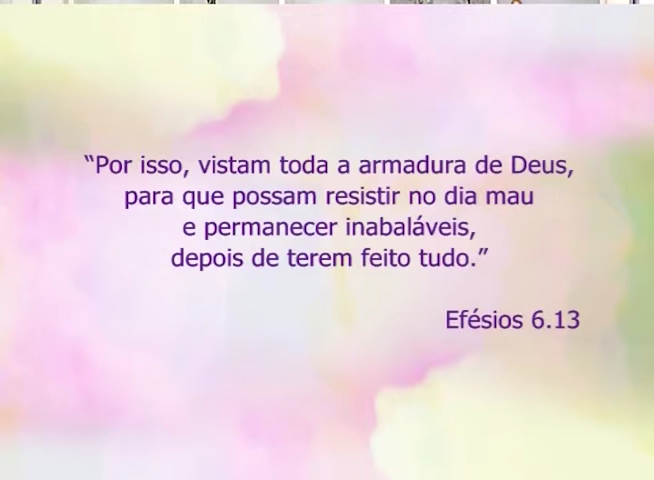 “Por isso, vistam toda a armadura de Deus,
para que possam resistir no dia mau
e permanecer inabaláveis,
depois de terem feito tudo.”
Efésios 6.13